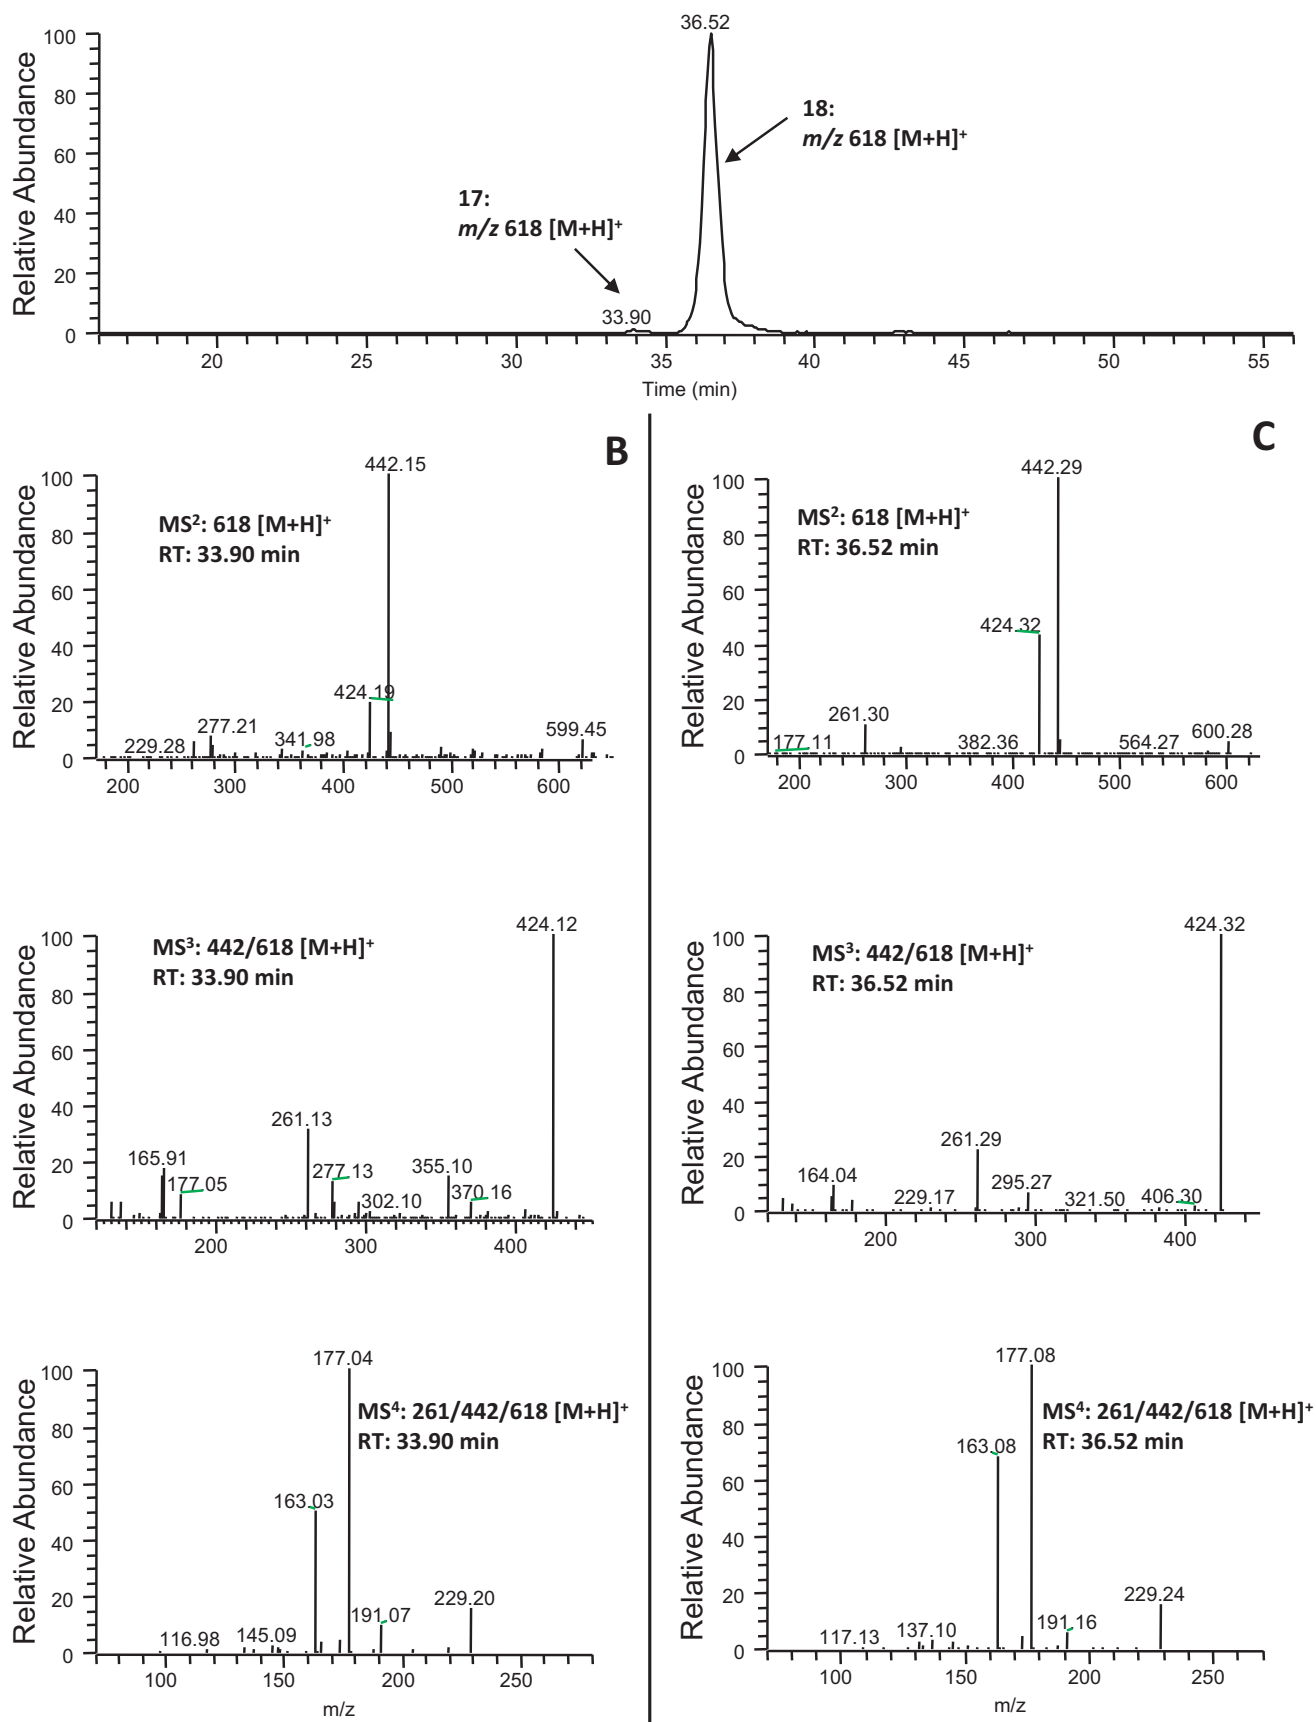 36.52
100
80
60
40
20
0
Relative Abundance
18:
m/z 618 [M+H]+
17:
m/z 618 [M+H]+
33.90
20 25 30 35 40 45 50 55
Time (min)
B
442.15
100
80
60
40
20
0
Relative Abundance
MS2: 618 [M+H]+
RT: 33.90 min
424.19
277.21
229.28
341.98
599.45
200 300 400 500 600
C
442.29
100
80
60
40
20
0
Relative Abundance
MS2: 618 [M+H]+
RT: 36.52 min
424.32
261.30
177.11
382.36
564.27
600.28
200 300 400 500 600
424.12
100
80
60
40
20
0
Relative Abundance
MS3: 442/618 [M+H]+
RT: 33.90 min
261.13
165.91
177.05
277.13
302.10
355.10
370.16
200 300 400
424.32
100
80
60
40
20
0
Relative Abundance
MS3: 442/618 [M+H]+
RT: 36.52 min
261.29
164.04
229.17
295.27
321.50
406.30
200 300 400
177.04
100
80
60
40
20
0
Relative Abundance
MS4: 261/442/618 [M+H]+
RT: 33.90 min
163.03
116.98
145.09
191.07
229.20
100 150 200 250
m/z
177.08
100
80
60
40
20
0
Relative Abundance
MS4: 261/442/618 [M+H]+
RT: 36.52 min
163.08
117.13
137.10
191.16
229.24
100 150 200 250
m/z